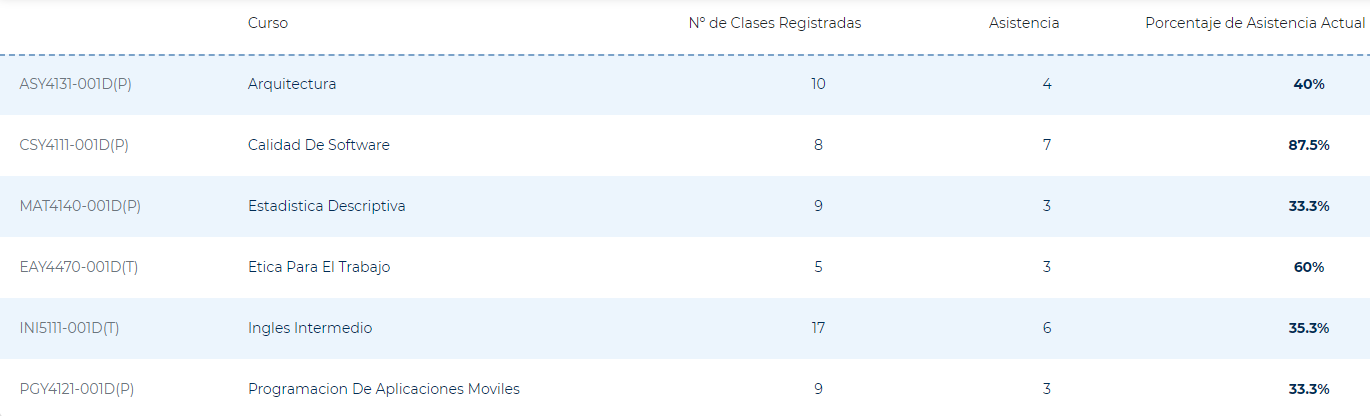 Curso Nº de Clases Registradas Asistencia Porcentaje de Asistencia Actual
ASY4131-001D(P) Arquitectura 10 4 40%
CSY4111-001D(P) Calidad De Software 8 7 87.5%
MAT4140-001D(P) Estadistica Descriptiva 9 3 33.3%
EAY4470-001D(T) Etica Para El Trabajo 5 3 60%
INI5111-001D(T) Ingles Intermedio 17 6 35.3%
PGY4121-001D(P) Programacion De Aplicaciones Moviles 9 3 33.3%